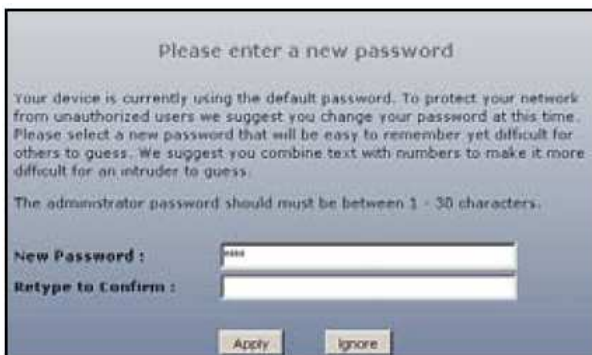 Please enter a new password
Your device is currently using the default password. To protect your network
from unauthorized users we suggest you change your password at this time.
Please select a new password that will be easy to remember yet difficult for
others to guess. We suggest you combine text with numbers to make it more
difficult for an intruder to guess.
The administrator password should must be between 1 - 30 characters.
New Password : ****
Retype to Confirm :
Apply Ignore